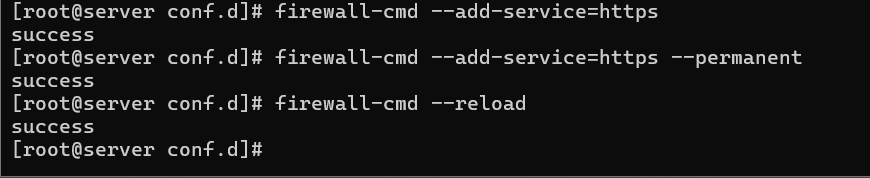 [root@server conf.d]# firewall-cmd --add-service=https
success
[root@server conf.d]# firewall-cmd --add-service=https --permanent
success
[root@server conf.d]# firewall-cmd --reload
success
[root@server conf.d]#